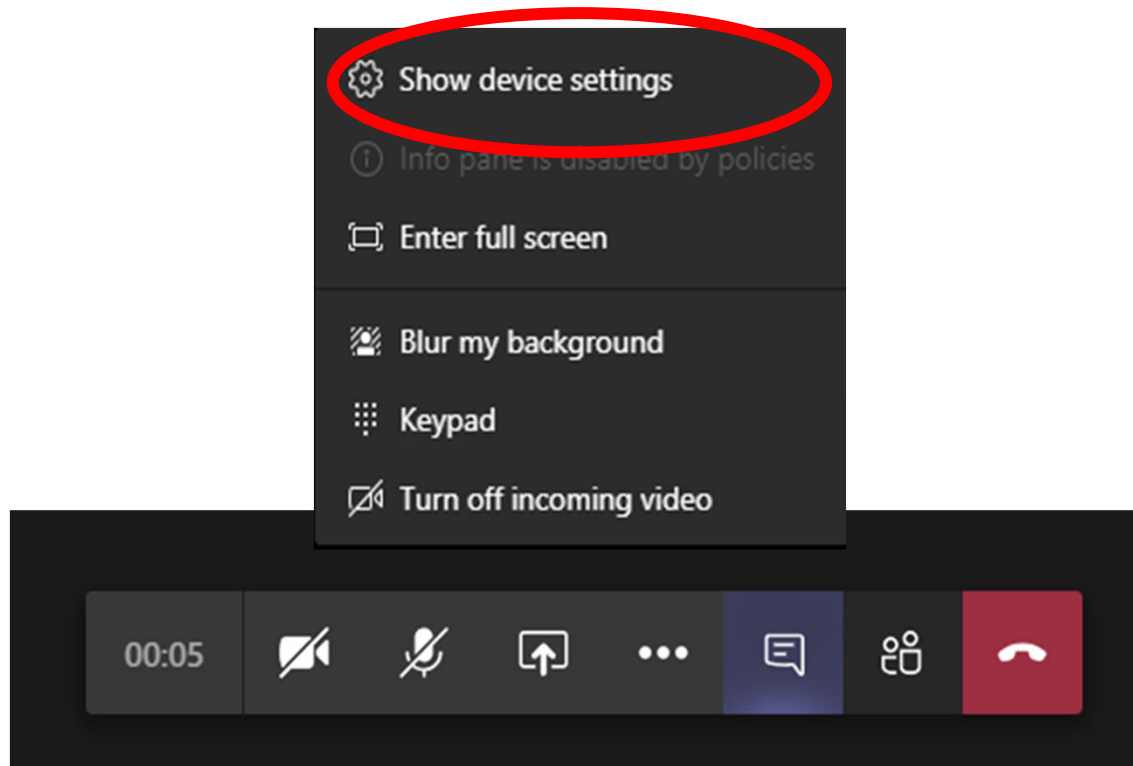 Show device settings
Info pane is disabled by policies
Enter full screen
Blur my background
Keypad
Turn off incoming video
00:05